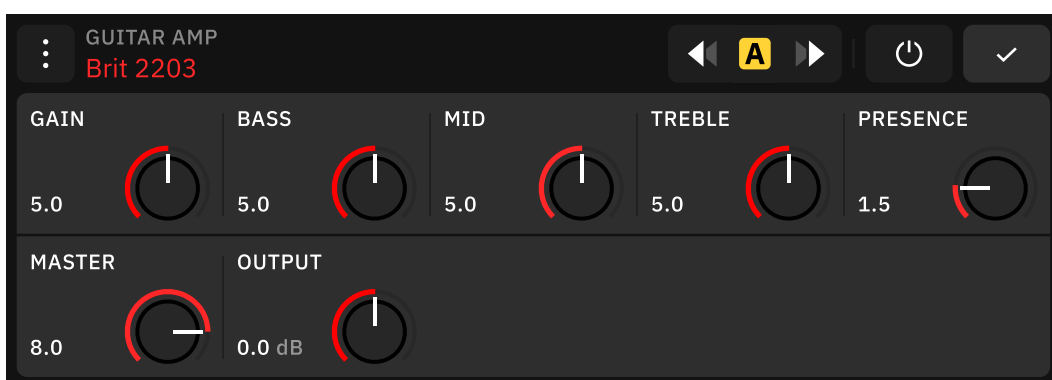 GUITAR AMP
Brit 2203
A
GAIN
5.0
BASS
5.0
MID
5.0
TREBLE
5.0
PRESENCE
1.5
MASTER
8.0
OUTPUT
0.0 dB